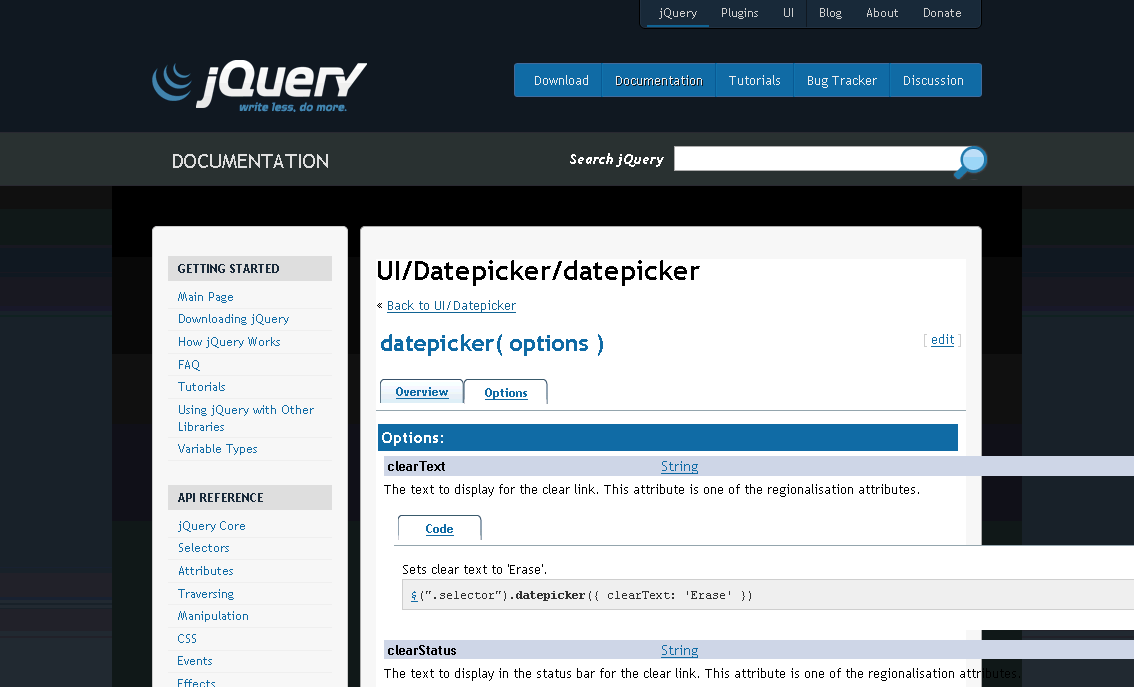 jQuery Plugins UI Blog About Donate
jQuery
write less, do more.
Download Documentation Tutorials Bug Tracker Discussion
DOCUMENTATION
Search jQuery
GETTING STARTED
Main Page
Downloading jQuery
How jQuery Works
FAQ
Tutorials
Using jQuery with Other
Libraries
Variable Types
API REFERENCE
jQuery Core
Selectors
Attributes
Traversing
Manipulation
CSS
Events
Effects
UI/Datepicker/datepicker
« Back to UI/Datepicker
datepicker( options )
[ edit ]
Overview Options
Options:
clearText String
The text to display for the clear link. This attribute is one of the regionalisation attributes.
Code
Sets clear text to 'Erase'.
$(".selector").datepicker({ clearText: 'Erase' })
clearStatus String
The text to display in the status bar for the clear link. This attribute is one of the regionalisation attributes.